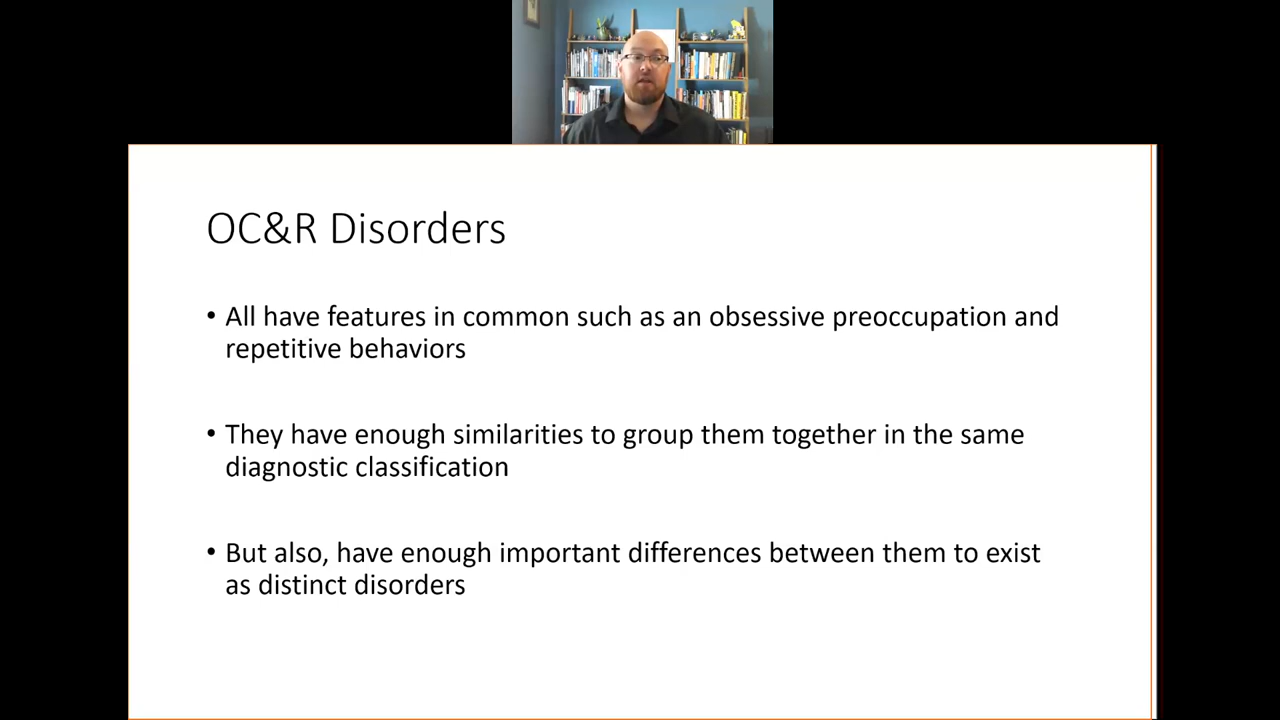 OC&R Disorders
• All have features in common such as an obsessive preoccupation and
repetitive behaviors
• They have enough similarities to group them together in the same
diagnostic classification
• But also, have enough important differences between them to exist
as distinct disorders